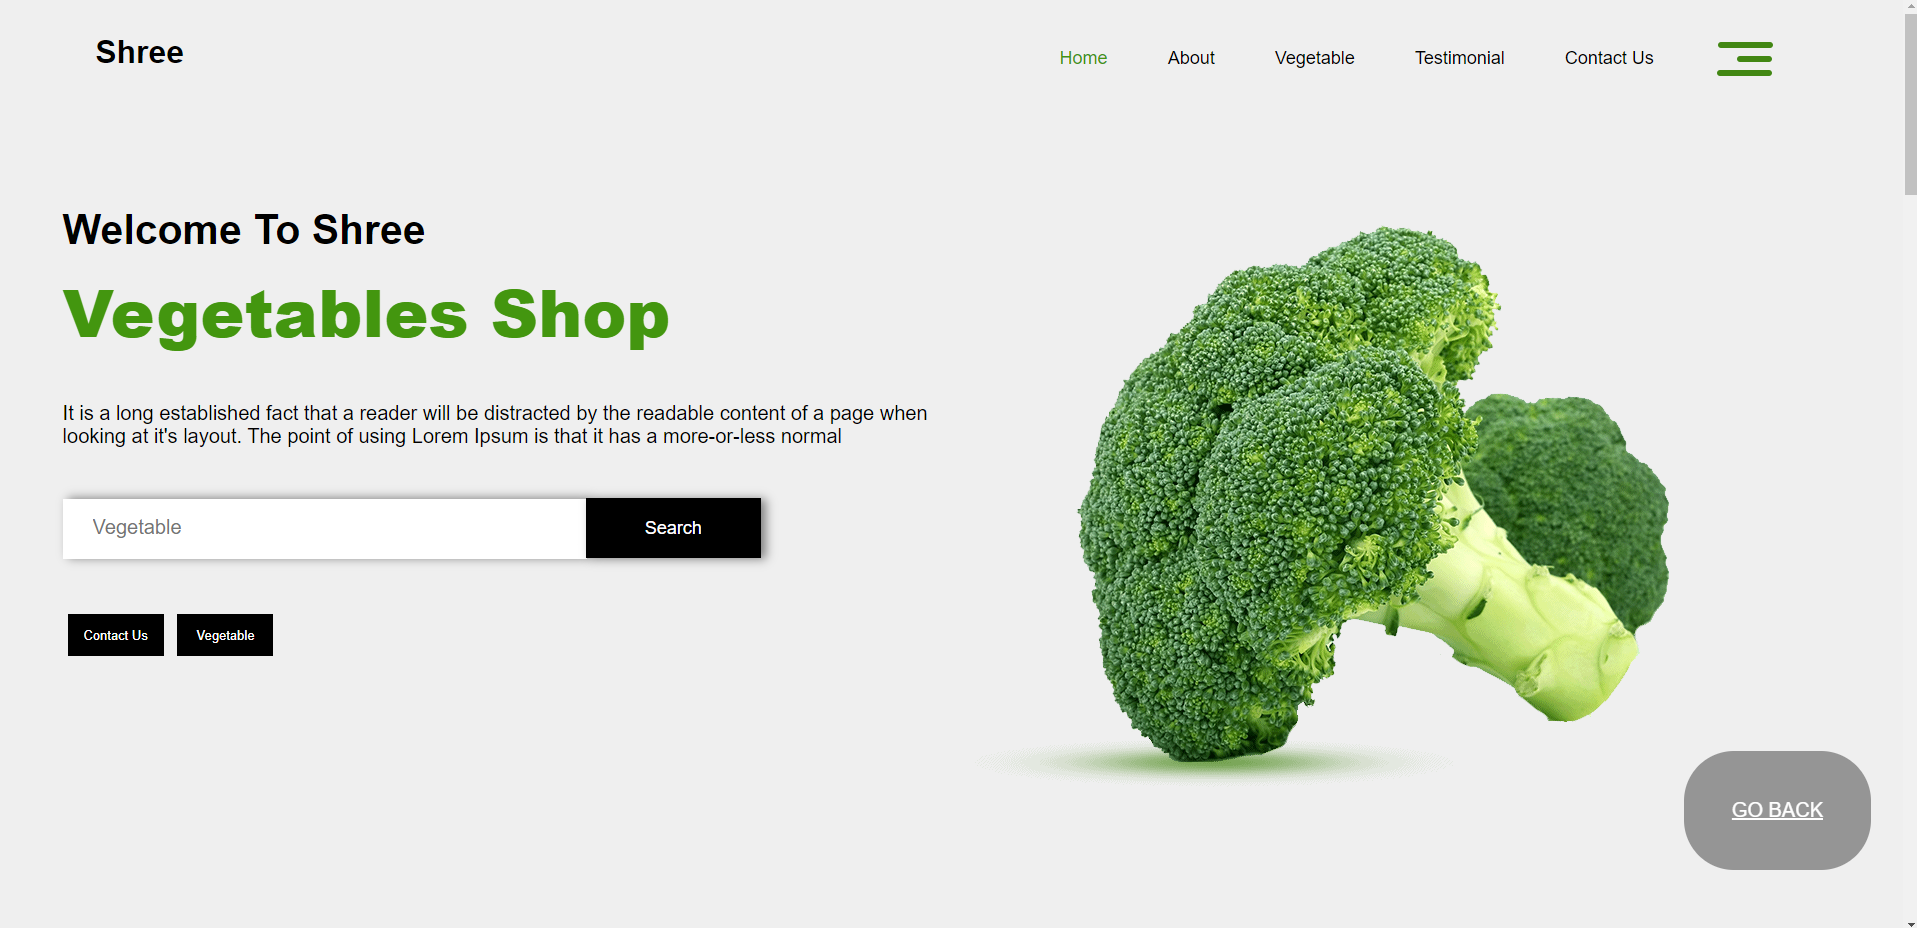 Shree
Home
About
Vegetable
Testimonial
Contact Us
Welcome To Shree
Vegetables Shop
It is a long established fact that a reader will be distracted by the readable content of a page when
looking at it's layout. The point of using Lorem Ipsum is that it has a more-or-less normal
Vegetable
Search
Contact Us
Vegetable
GO BACK